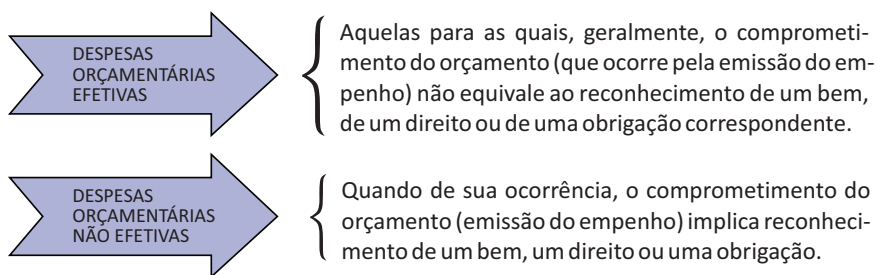 DESPESAS
ORÇAMENTÁRIAS
EFETIVAS
Aquelas para as quais, geralmente, o comprometi-
mento do orçamento (que ocorre pela emissão do em-
penho) não equivale ao reconhecimento de um bem,
de um direito ou de uma obrigação correspondente.
DESPESAS
ORÇAMENTÁRIAS
NÃO EFETIVAS
Quando de sua ocorrência, o comprometimento do
orçamento (emissão do empenho) implica reconheci-
mento de um bem, um direito ou uma obrigação.